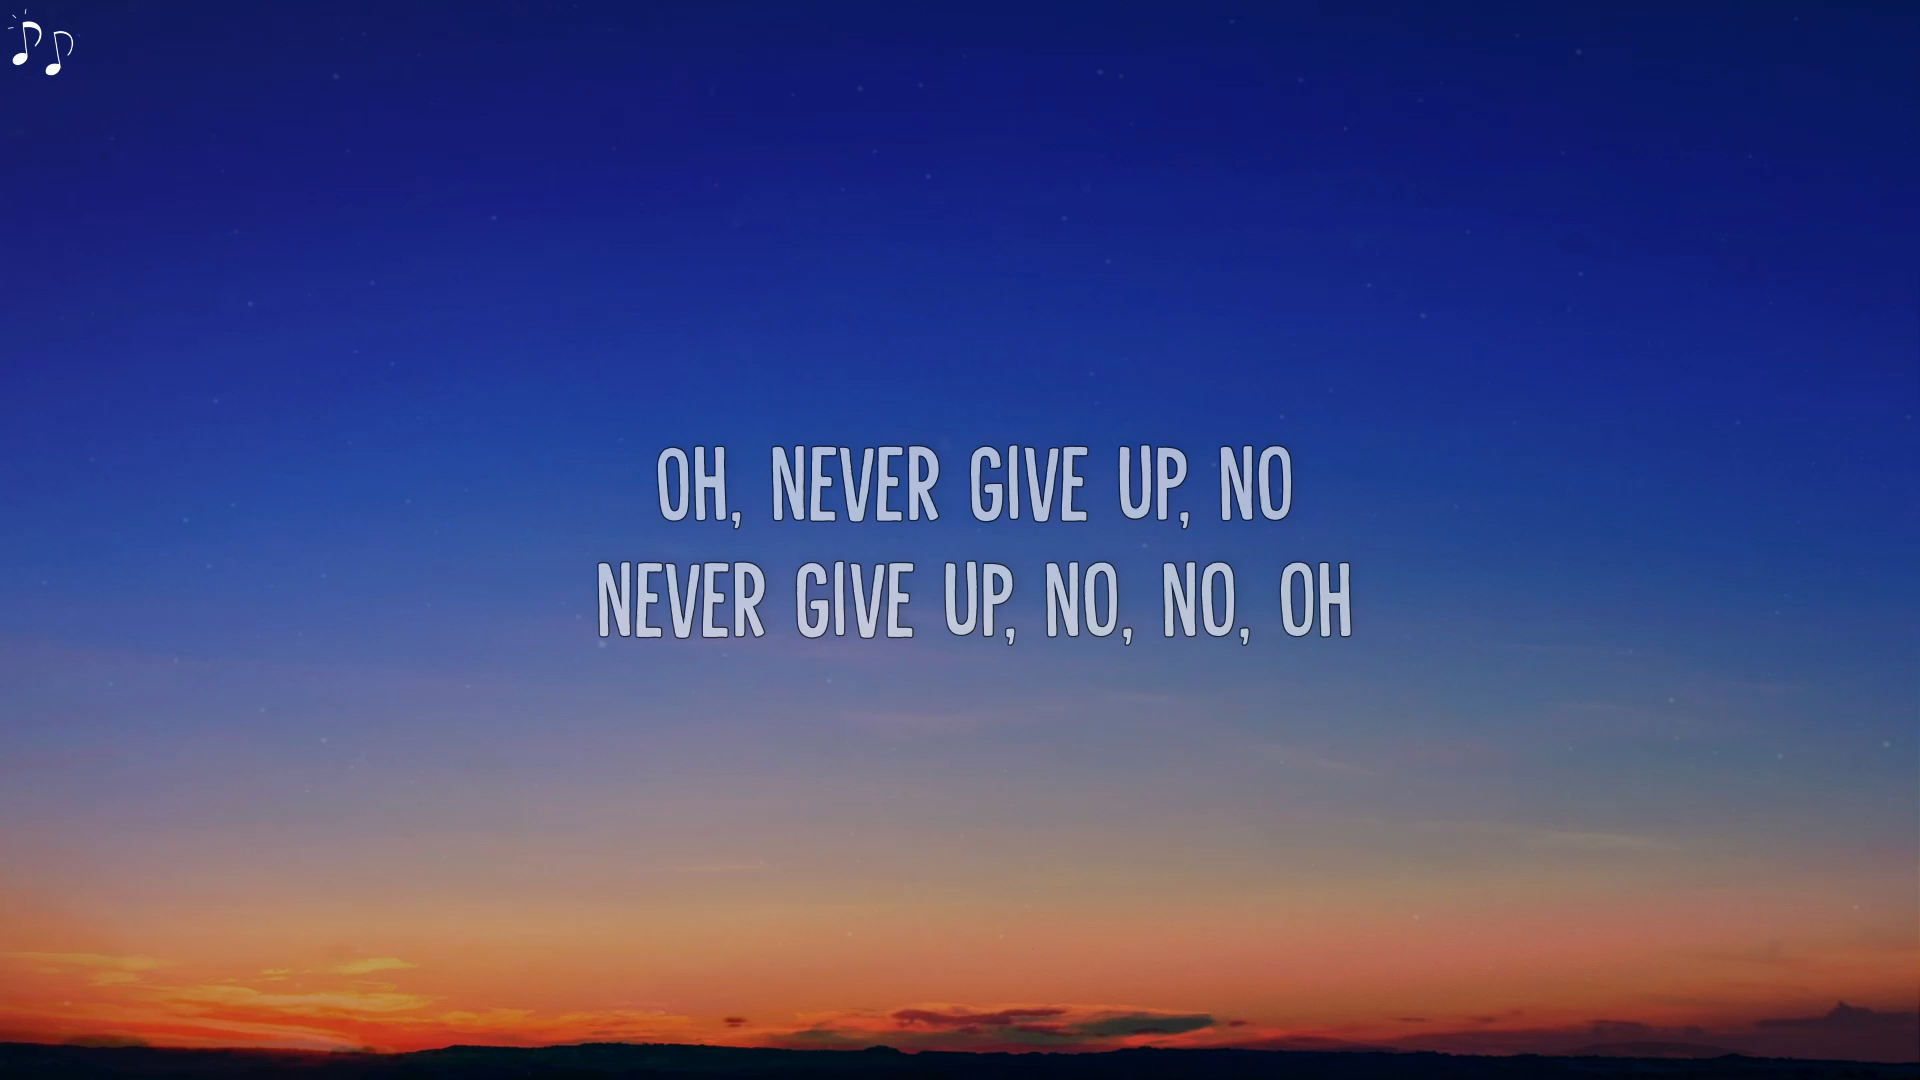 OH, NEVER GIVE UP, NO
NEVER GIVE UP, NO, NO, OH